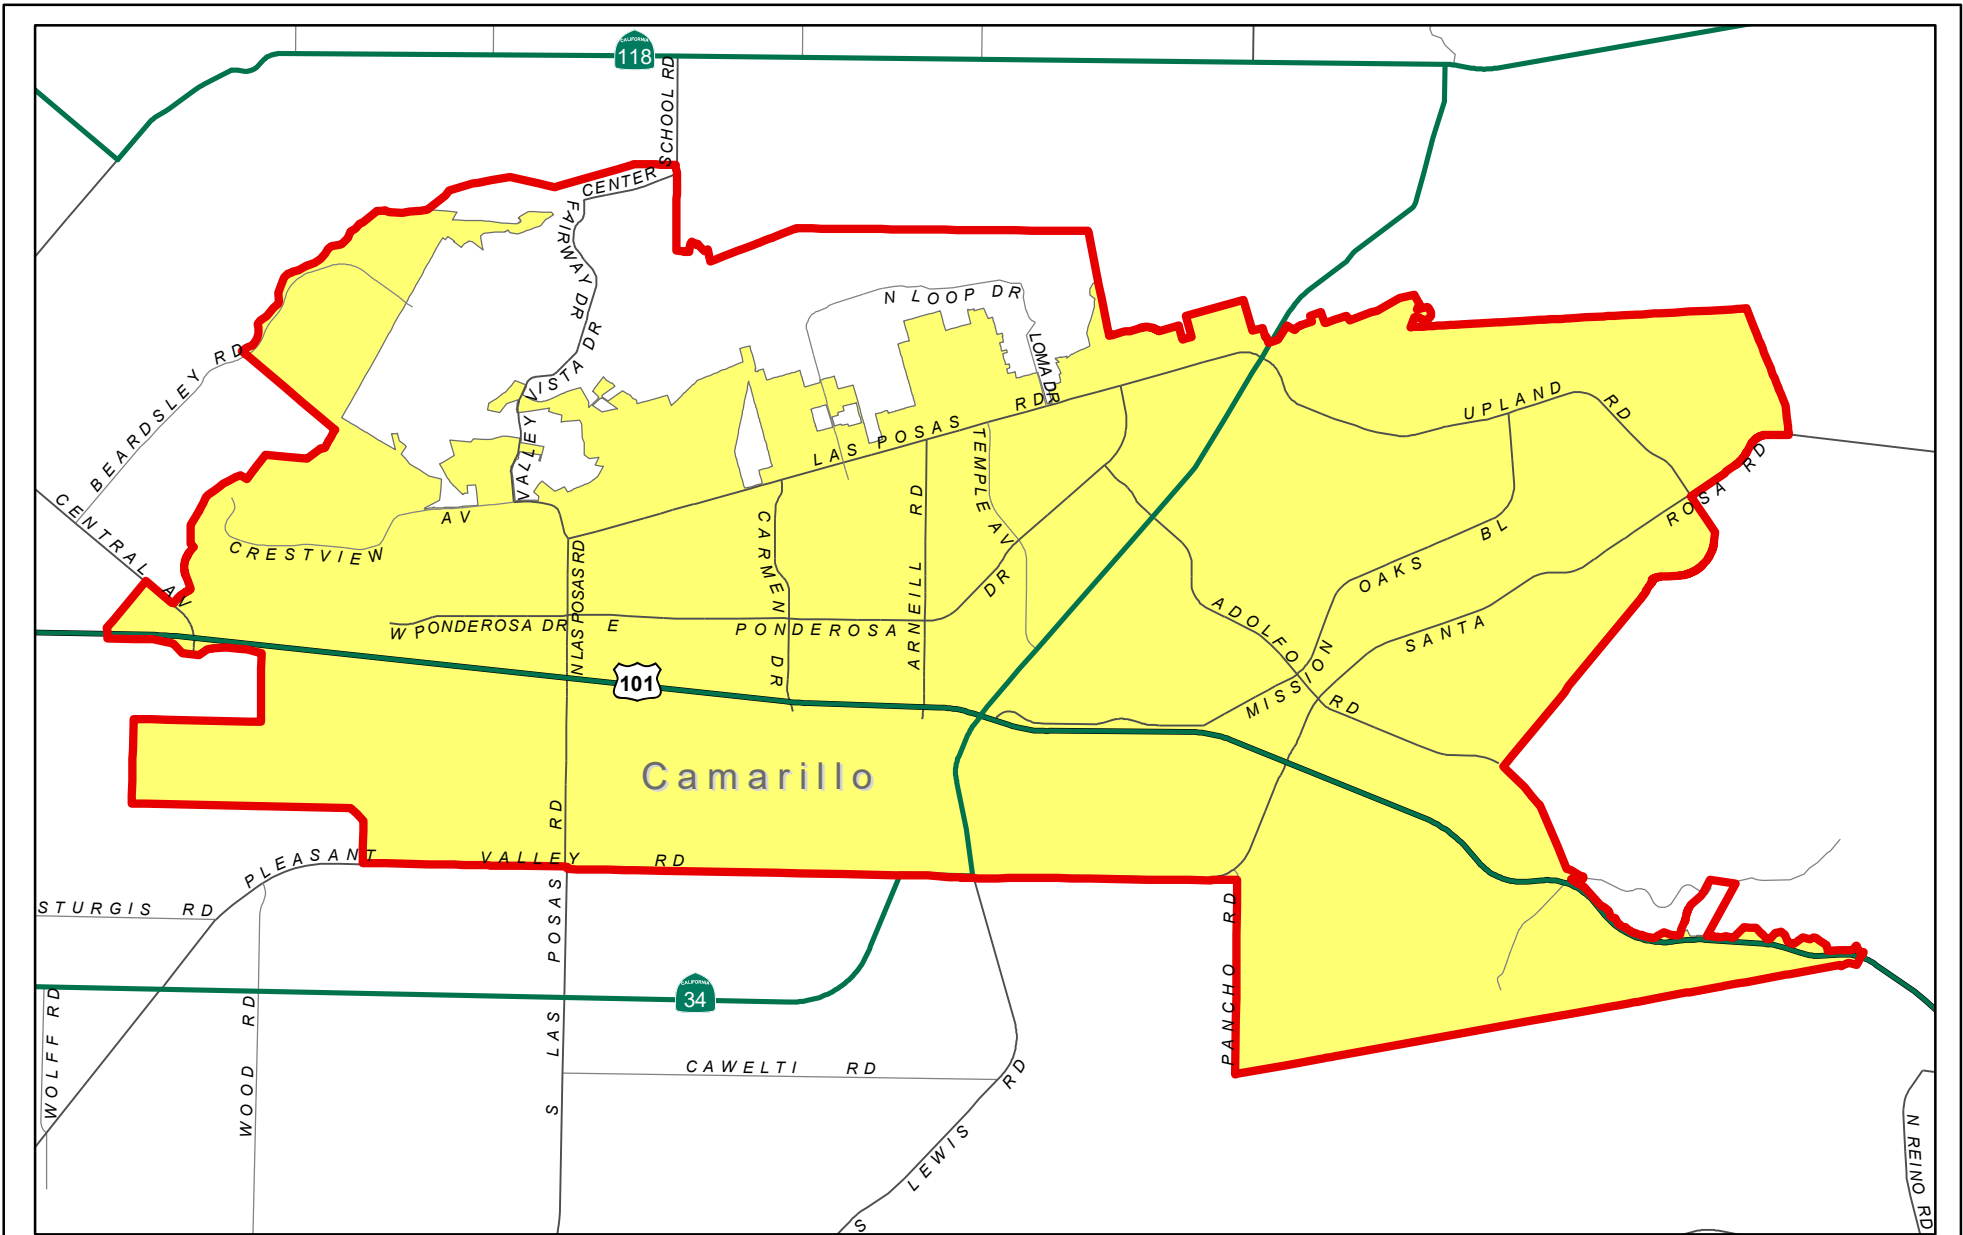 CALIFORNIA
118
SCHOOL RD
CENTER
FAIRWAY DR
N LOOP DR
LOMA DR
VALLEY VISTA DR
BEARDSLEY RD
UPLAND RD
LAS POSAS RD
TEMPLE AV
CENTRAL AV
CRESTVIEW AV
N LAS POSAS RD
CARMEN DR
ARNEILL RD
W PONDEROSA DR
E PONDEROSA DR
ADOLFO RD
OAKS BL
MISSION
SANTA ROSA RD
101
Camarillo
PLEASANT VALLEY RD
STURGIS RD
WOLFF RD
WOOD RD
S LAS POSAS RD
CALIFORNIA
34
CAWELTI RD
S LEWIS RD
PANCHO RD
N REINO RD